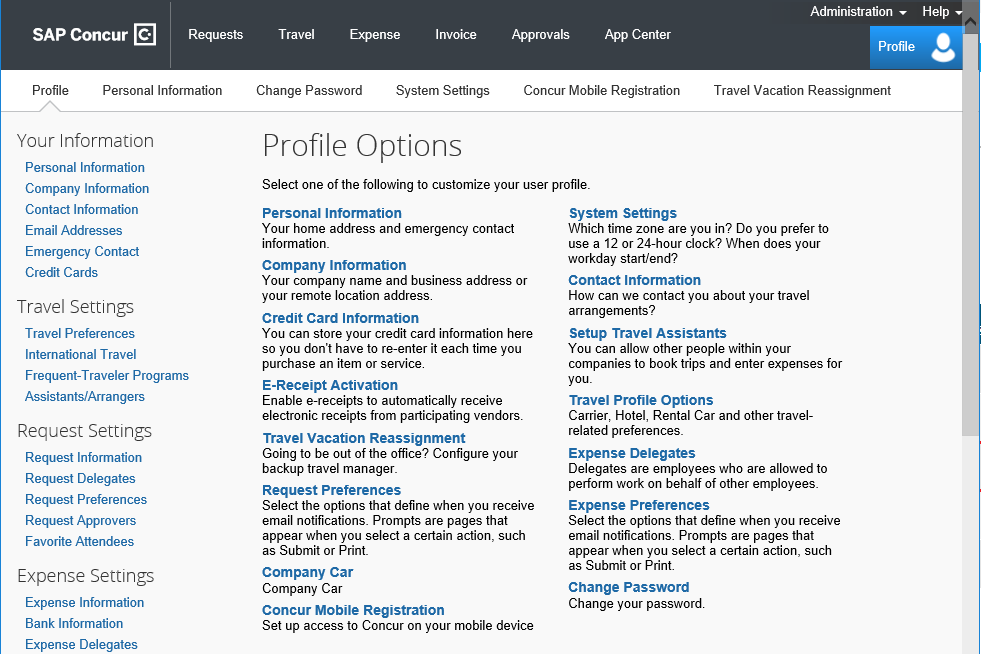 Administration
Help
SAP Concur
Requests
Travel
Expense
Invoice
Approvals
App Center
Profile
Profile
Personal Information
Change Password
System Settings
Concur Mobile Registration
Travel Vacation Reassignment
Your Information
Personal Information
Company Information
Contact Information
Email Addresses
Emergency Contact
Credit Cards
Travel Settings
Travel Preferences
International Travel
Frequent-Traveler Programs
Assistants/Arrangers
Request Settings
Request Information
Request Delegates
Request Preferences
Request Approvers
Favorite Attendees
Expense Settings
Expense Information
Bank Information
Expense Delegates
Profile Options
Select one of the following to customize your user profile.
Personal Information
Your home address and emergency contact
information.
Company Information
Your company name and business address or
your remote location address.
Credit Card Information
You can store your credit card information here
so you don't have to re-enter it each time you
purchase an item or service.
E-Receipt Activation
Enable e-receipts to automatically receive
electronic receipts from participating vendors.
Travel Vacation Reassignment
Going to be out of the office? Configure your
backup travel manager.
Request Preferences
Select the options that define when you receive
email notifications. Prompts are pages that
appear when you select a certain action, such
as Submit or Print.
Company Car
Company Car
Concur Mobile Registration
Set up access to Concur on your mobile device
System Settings
Which time zone are you in? Do you prefer to
use a 12 or 24-hour clock? When does your
workday start/end?
Contact Information
How can we contact you about your travel
arrangements?
Setup Travel Assistants
You can allow other people within your
companies to book trips and enter expenses for
you.
Travel Profile Options
Carrier, Hotel, Rental Car and other travel-
related preferences.
Expense Delegates
Delegates are employees who are allowed to
perform work on behalf of other employees.
Expense Preferences
Select the options that define when you receive
email notifications. Prompts are pages that
appear when you select a certain action, such
as Submit or Print.
Change Password
Change your password.